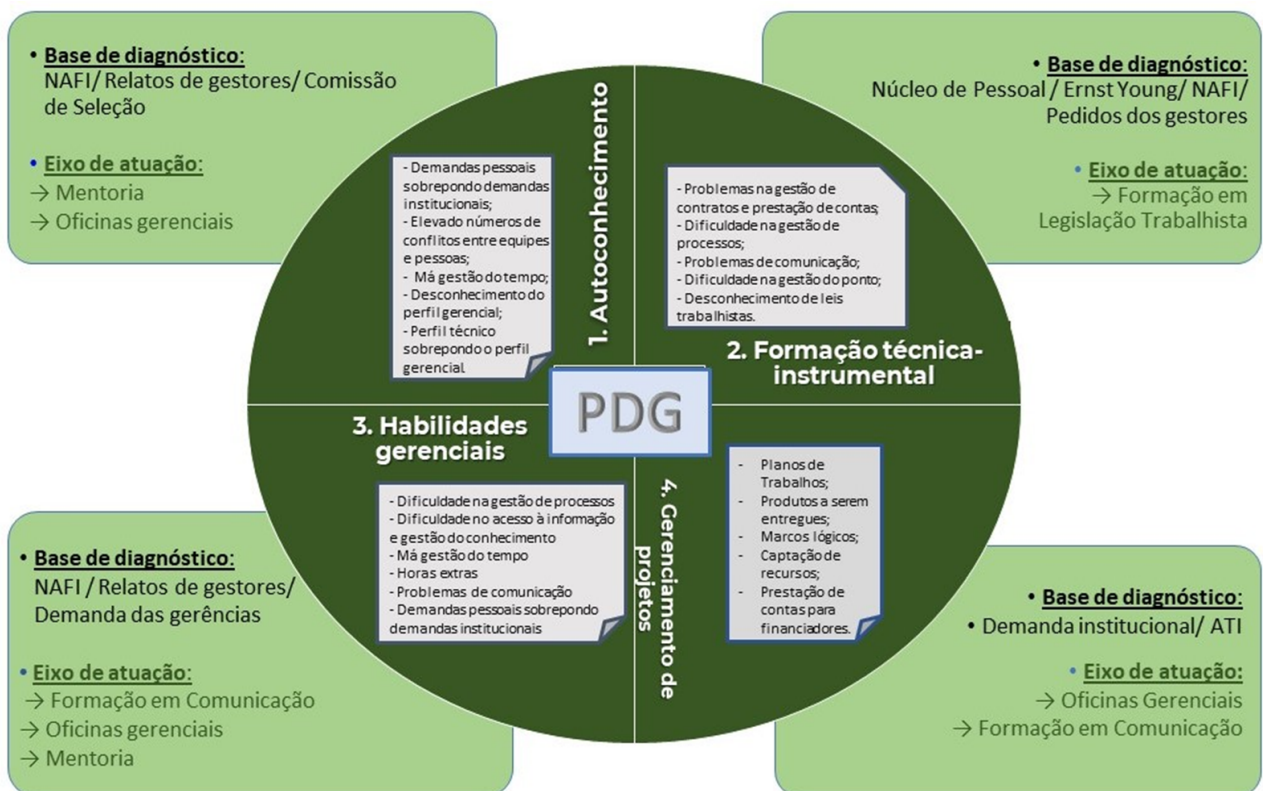 • Base de diagnóstico:
NAFI/ Relatos de gestores/ Comissão
de Seleção
• Eixo de atuação:
→ Mentoria
→ Oficinas gerenciais
• Base de diagnóstico:
Núcleo de Pessoal / Ernst Young/ NAFI/
Pedidos dos gestores
• Eixo de atuação:
→ Formação em
Legislação Trabalhista
1. Autoconhecimento
- Demandas pessoais
sobrepondo demandas
institucionais;
- Elevado números de
conflitos entre equipes
e pessoas;
- Má gestão do tempo;
- Desconhecimento do
perfil gerencial;
- Perfil técnico
sobrepondo o perfil
gerencial.
- Problemas na gestão de
contratos e prestação de contas;
- Dificuldade na gestão de
processos;
- Problemas de comunicação;
- Dificuldade na gestão do ponto;
- Desconhecimento de leis
trabalhistas.
2. Formação técnica-
instrumental
PDG
3. Habilidades
gerenciais
- Dificuldade na gestão de processos
- Dificuldade no acesso à informação
e gestão do conhecimento
- Má gestão do tempo
- Horas extras
- Problemas de comunicação
- Demandas pessoais sobrepondo
demandas institucionais
4. Gerenciamento de
projetos
- Planos de
Trabalhos;
- Produtos a serem
entregues;
- Marcos lógicos;
- Captação de
recursos;
- Prestação de
contas para
financiadores.
• Base de diagnóstico:
NAFI / Relatos de gestores/
Demanda das gerências
• Eixo de atuação:
→ Formação em Comunicação
→ Oficinas gerenciais
→ Mentoria
• Base de diagnóstico:
• Demanda institucional/ ATI
• Eixo de atuação:
→ Oficinas Gerenciais
→ Formação em Comunicação